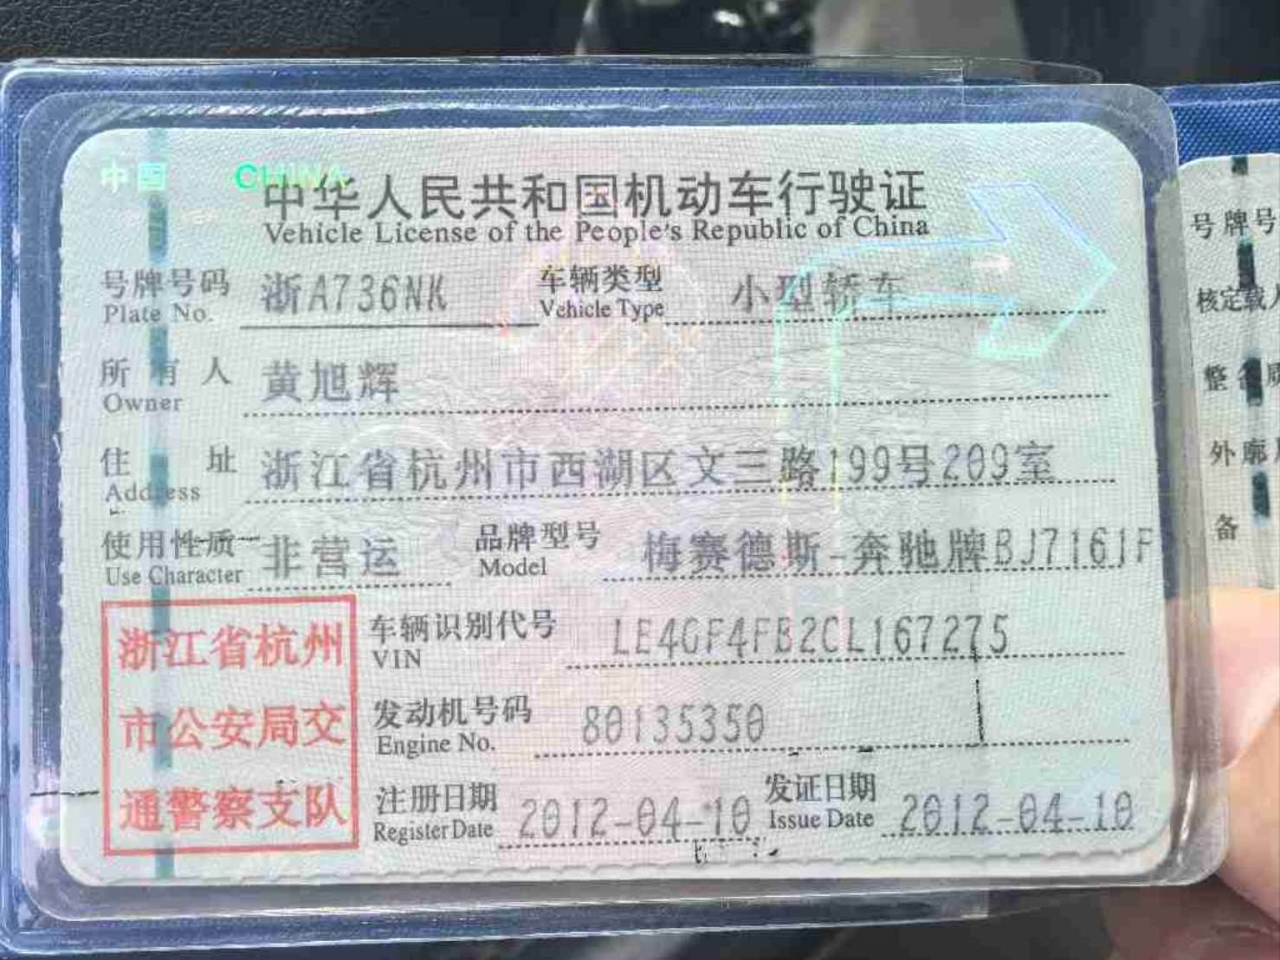 中国 CHINA
中华人民共和国机动车行驶证
Vehicle License of the People's Republic of China
号牌号码 浙A736NK 车辆类型 小型轿车
Plate No. Vehicle Type
所有人 黄旭辉
Owner
住址 浙江省杭州市西湖区文三路199号209室
Address
使用性质 非营运 品牌型号 梅赛德斯-奔驰牌BJ7161F
Use Character Model
浙江省杭州
市公安局交
通警察支队
车辆识别代号 LE4GF4FB2CL167275
VIN
发动机号码 80135350
Engine No.
注册日期 2012-04-10 发证日期 2012-04-10
Register Date Issue Date
号牌号
核定载人
整备质
外廓
备